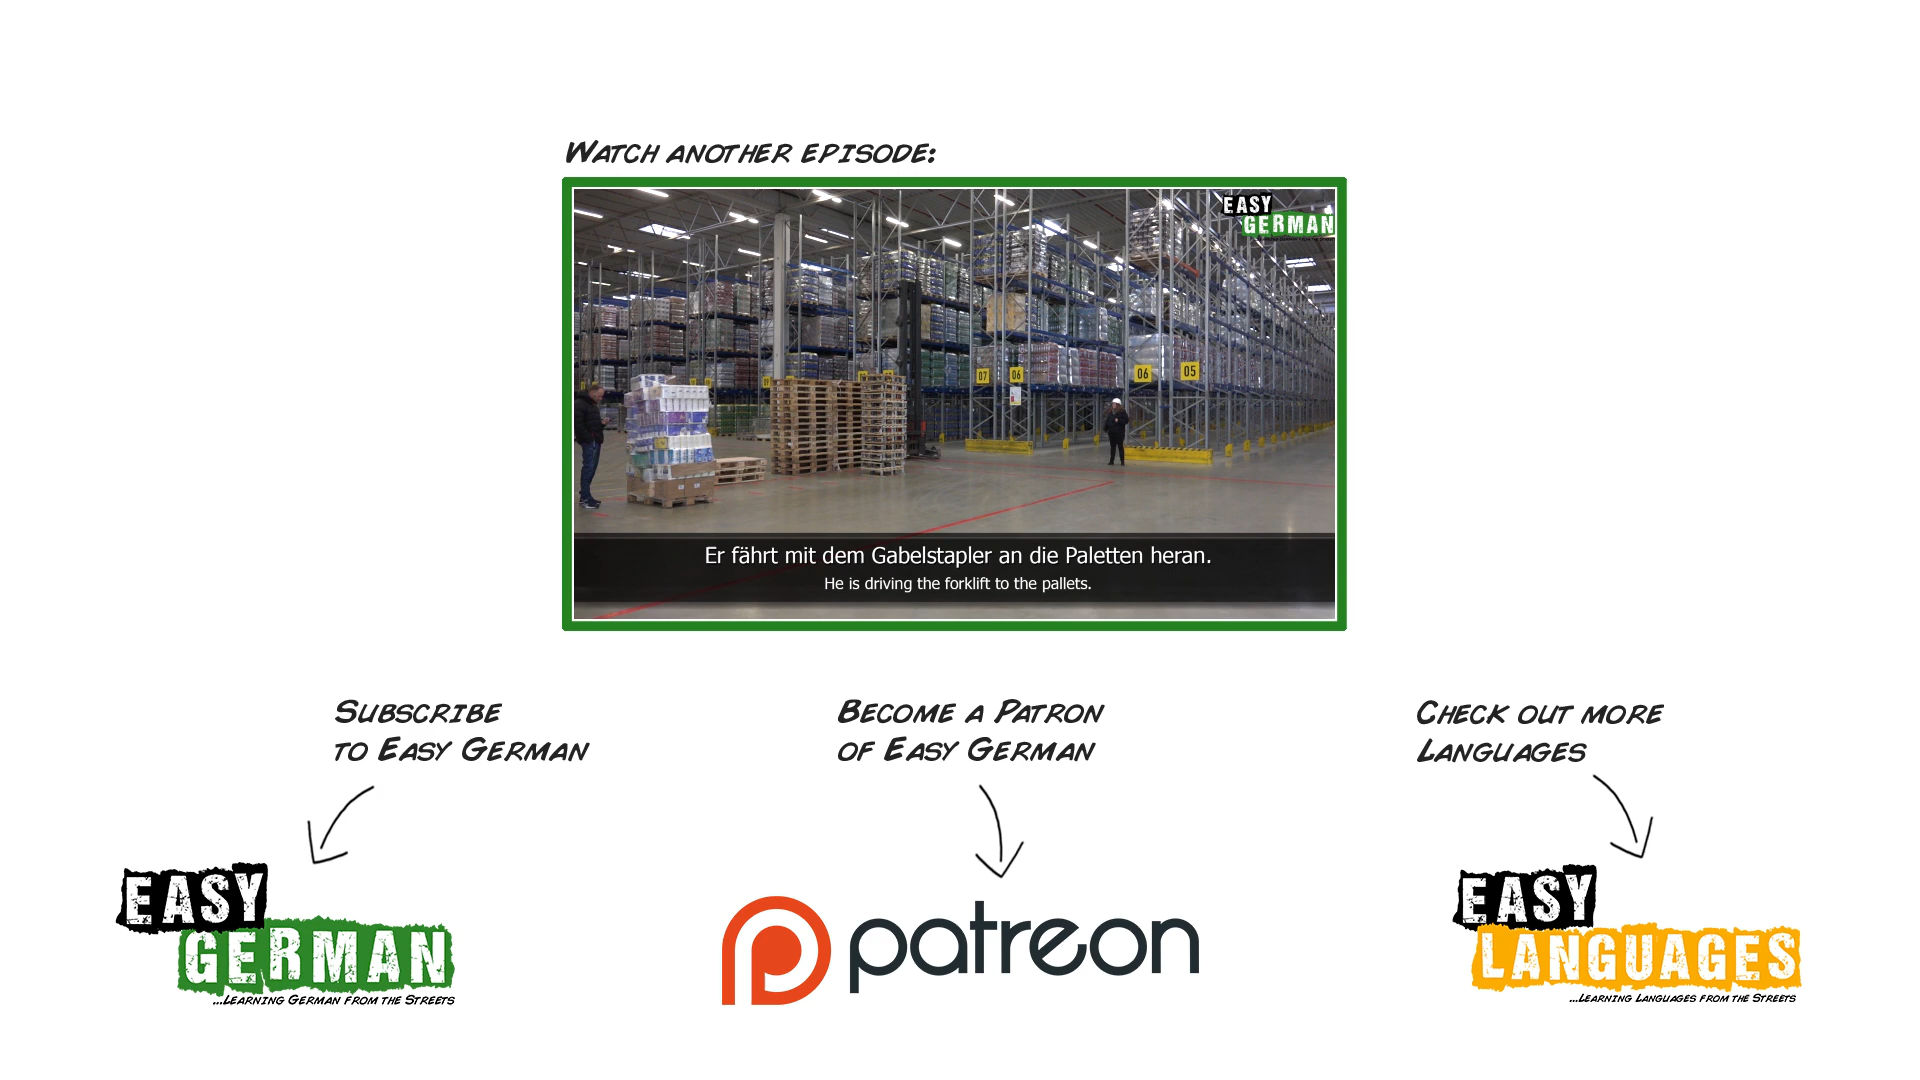 WATCH ANOTHER EPISODE:
EASY
GERMAN
07 06
06 05
Er fährt mit dem Gabelstapler an die Paletten heran.
He is driving the forklift to the pallets.
SUBSCRIBE
TO EASY GERMAN
BECOME A PATRON
OF EASY GERMAN
CHECK OUT MORE
LANGUAGES
EASY
GERMAN
...LEARNING GERMAN FROM THE STREETS
patreon
EASY
LANGUAGES
...LEARNING LANGUAGES FROM THE STREETS